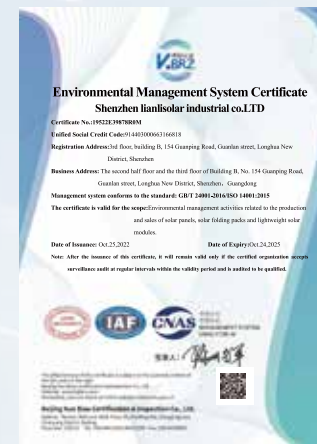 BRZ
Environmental Management System Certificate
Shenzhen lianlisolar industrial co.LTD
Certificate No.:19522E39878R0M
Unified Social Credit Code:914403000663166818
Registration Address:3rd floor, building B, 154 Guanping Road, Guanlan street, Longhua New
District, Shenzhen
Business Address: The second half floor and the third floor of Building B, No. 154 Guanping Road,
Guanlan street, Longhua New District, Shenzhen, Guangdong
Management system conforms to the standard: GB/T 24001-2016/ISO 14001:2015
The certificate is valid for the scope:Environmental management activities related to the production
and sales of solar panels, solar folding packs and lightweight solar
modules.
Date of Issuance: Oct.25,2022 Date of Expiry:Oct.24,2025
Note: After the issuance of this certificate, it will remain valid only if the certified organization accepts
surveillance audit at regular intervals within the validity period and is audited to be qualified.
IAF
CNAS